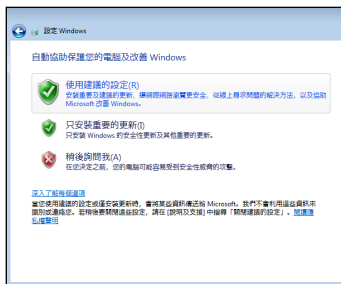 設定 Windows
自動協助保護您的電腦及改善 Windows
使用建議的設定(R)
安裝重要及建議的更新、讓網際網路瀏覽更安全、從線上尋求問題的解決方法，以及協助
Microsoft 改善 Windows。
只安裝重要的更新(I)
只安裝 Windows 的安全性更新及其他重要的更新。
稍後詢問我(A)
在您決定之前，您的電腦可能容易受到安全性威脅的攻擊。
深入了解每個選項
當您使用建議的設定或僅安裝更新時，會將某些資訊傳送給 Microsoft。我們不會利用這些資訊來
識別或連絡您。若稍後要關閉這些設定，請在 [說明及支援] 中搜尋「關閉建議的設定」。閱讀隱
私權聲明